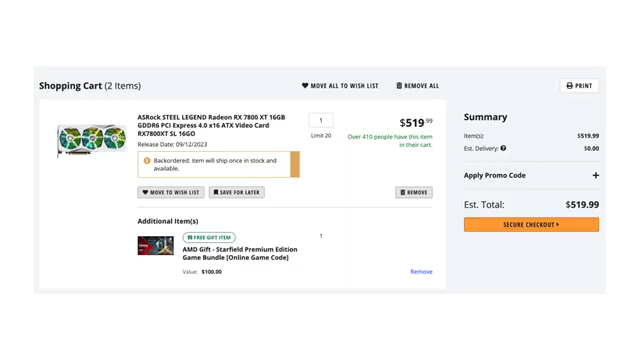 Shopping Cart (2 Items)
MOVE ALL TO WISH LIST
REMOVE ALL
PRINT
ASRock STEEL LEGEND Radeon RX 7800 XT 16GB
GDDR6 PCI Express 4.0 x16 ATX Video Card
RX7800XT SL 16GO
Release Date: 09/12/2023
1
Limit 20
$519.99
Over 410 people have this item
in their cart.
Backordered: item will ship once in stock and
available.
MOVE TO WISH LIST
SAVE FOR LATER
REMOVE
Additional Item(s)
FREE GIFT ITEM
1
AMD Gift - Starfield Premium Edition
Game Bundle [Online Game Code]
Value: $100.00
Remove
Summary
Item(s): $519.99
Est. Delivery: $0.00
Apply Promo Code +
Est. Total: $519.99
SECURE CHECKOUT